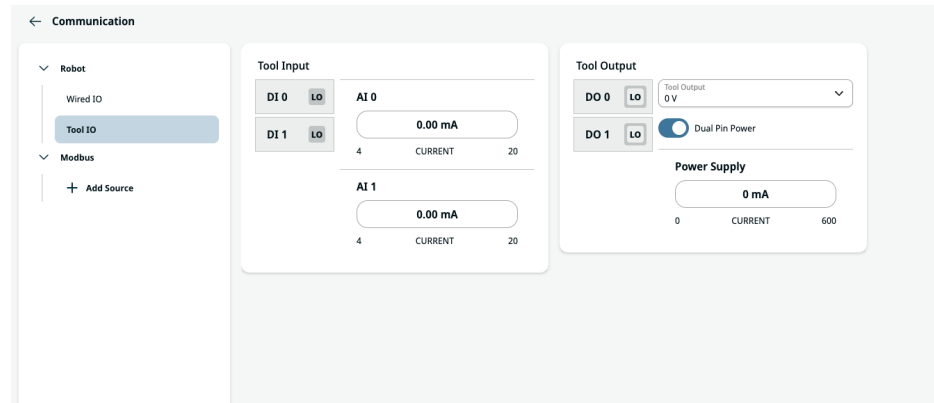 Communication
Robot
Wired IO
Tool IO
Modbus
Add Source
Tool Input
DI 0 LO
DI 1 LO
AI 0
0.00 mA
4 CURRENT 20
AI 1
0.00 mA
4 CURRENT 20
Tool Output
DO 0 LO
DO 1 LO
Tool Output
0 V
Dual Pin Power
Power Supply
0 mA
0 CURRENT 600